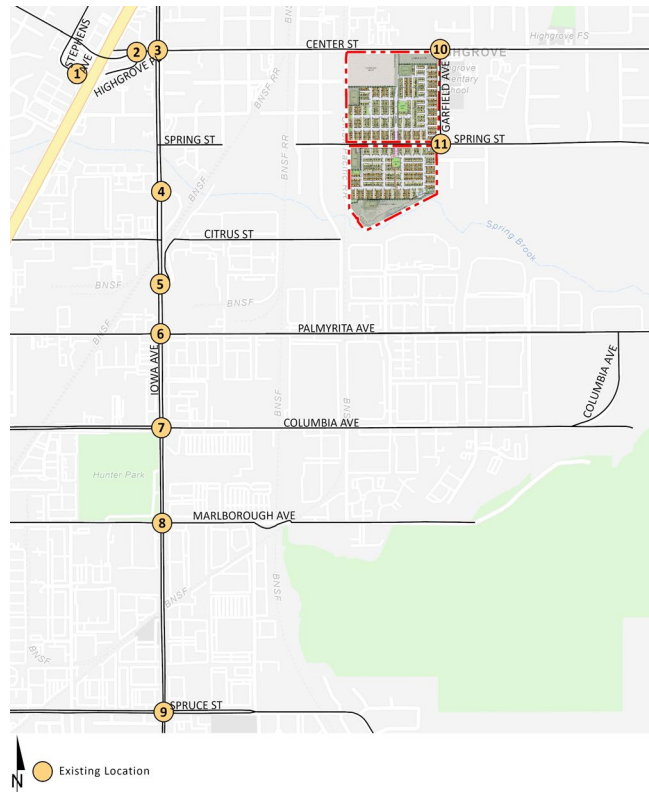 Highgrove FS
STEPHENS AVE
1
2
3
HIGHGROVE
CENTER ST
10
HIGHGROVE
GARFIELD AVE
BNSF RR
SPRING ST
BNSF RR
11
SPRING ST
4
Spring Brook
CITRUS ST
5
BNSF
BNSF
6
IOWA AVE
PALMYRITA AVE
COLUMBIA AVE
BNSF
7
COLUMBIA AVE
Hunter Park
8
MARLBOROUGH AVE
BNSF
BNSF
BNSF
9
SPRUCE ST
N
Existing Location